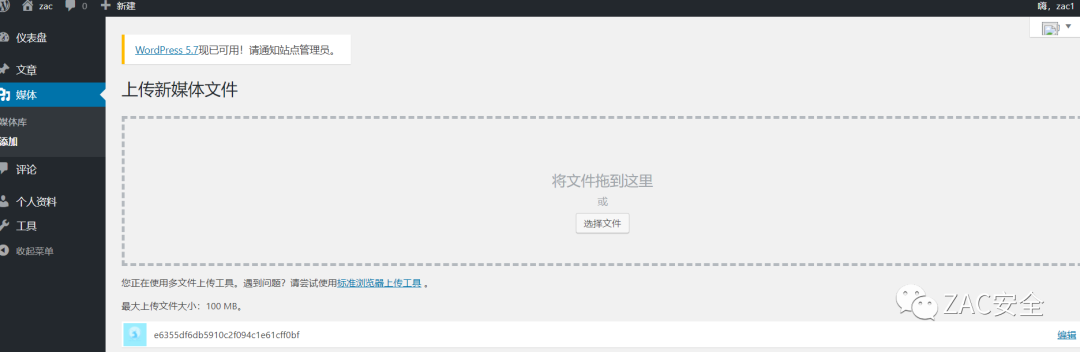 zac 0 新建 嗨，zac1
仪表盘
文章
媒体
媒体库
添加
评论
个人资料
工具
收起菜单
WordPress 5.7现已可用！请通知站点管理员。
上传新媒体文件
将文件拖到这里
或
选择文件
您正在使用多文件上传工具。遇到问题？请尝试使用标准浏览器上传工具 。
最大上传文件大小：100 MB。
e6355df6db5910c2f094c1e61cff0bf 编辑
ZAC安全